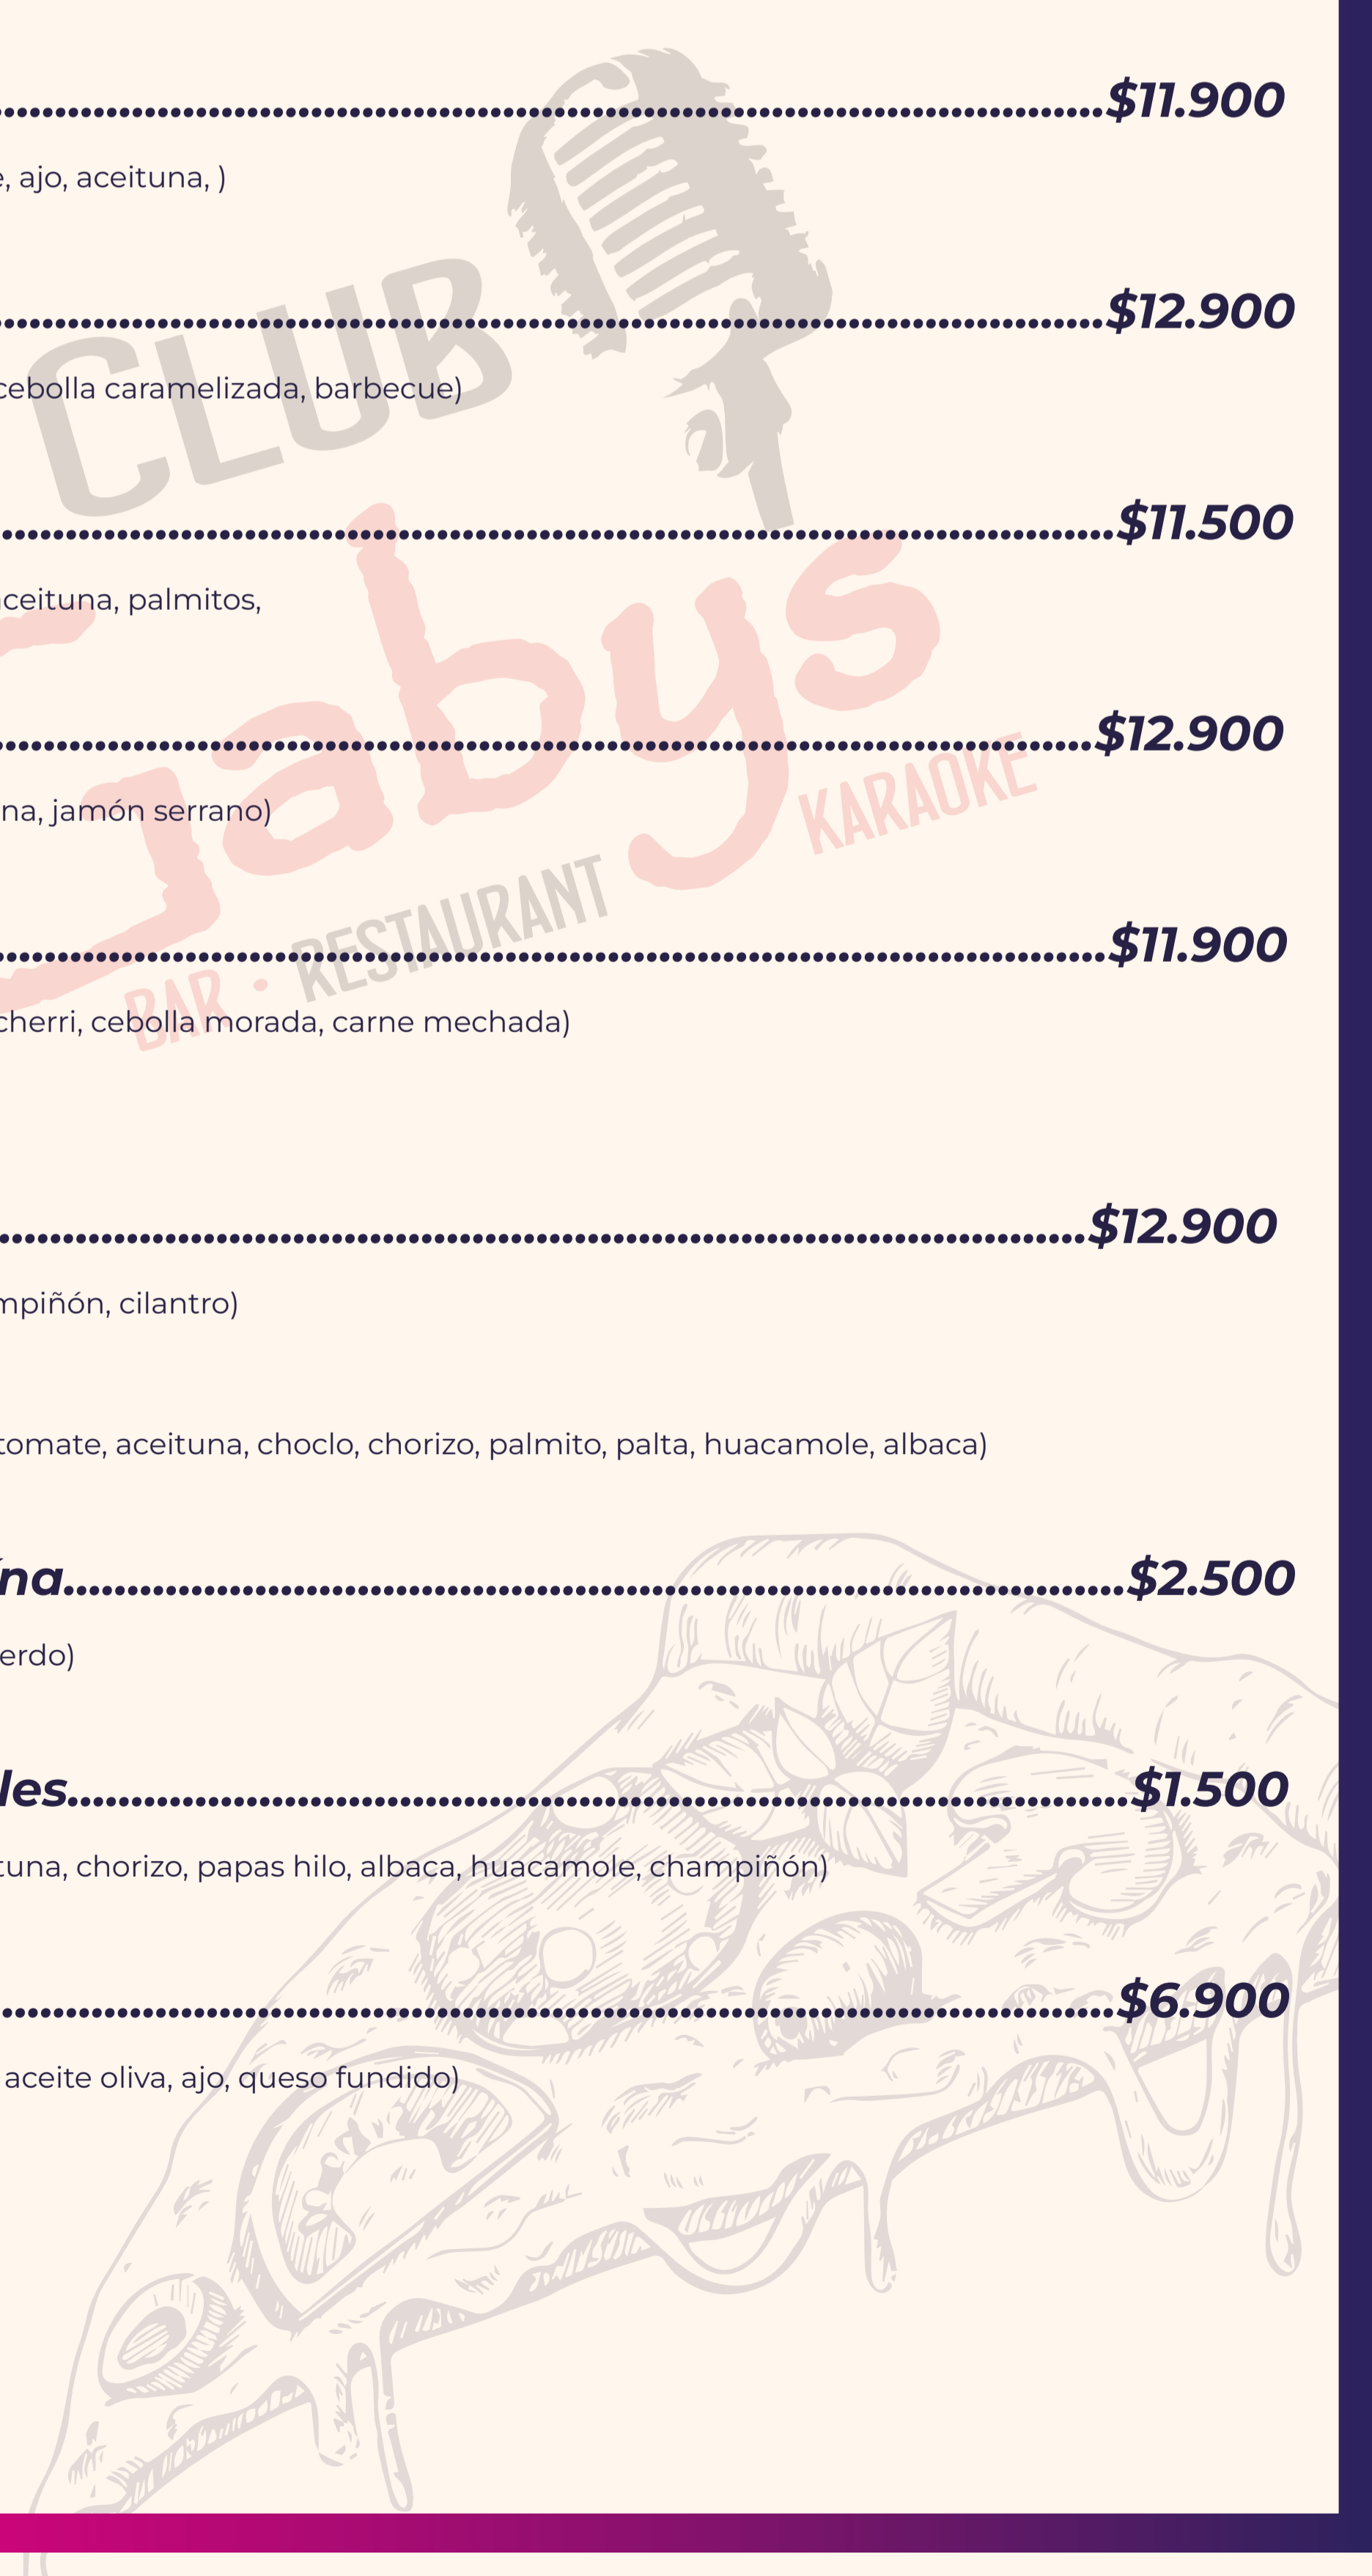 $11.900
, ajo, aceituna, )
$12.900
cebolla caramelizada, barbecue)
$11.500
aceituna, palmitos,
$12.900
na, jamón serrano)
$11.900
cherri, cebolla morada, carne mechada)
$12.900
mpiñón, cilantro)
tomate, aceituna, choclo, chorizo, palmito, palta, huacamole, albaca)
ína $2.500
erdo)
les $1.500
tuna, chorizo, papas hilo, albaca, huacamole, champiñón)
$6.900
aceite oliva, ajo, queso fundido)
CLUB
Gabys
KARAOKE
BAR · RESTAURANT